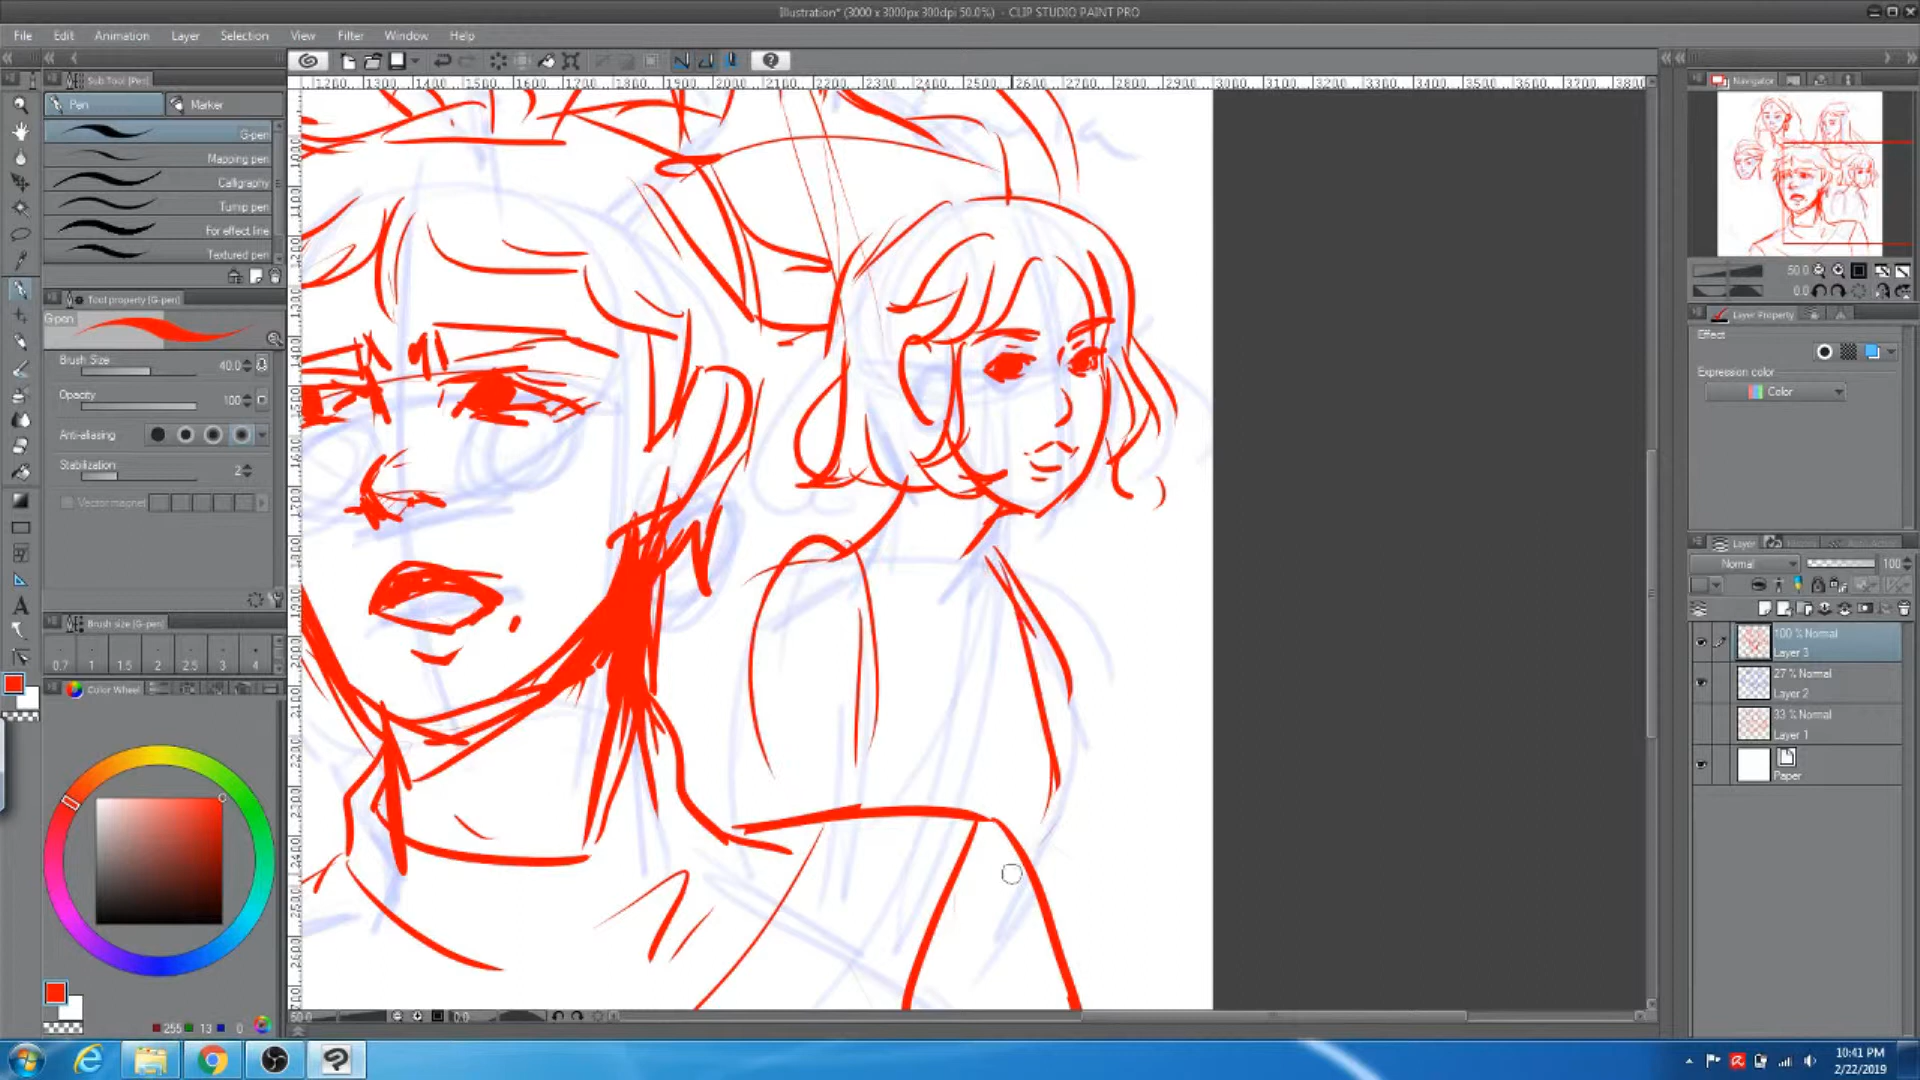 Illustration* (3000 x 3000px 300dpi 50.0%) - CLIP STUDIO PAINT PRO
File Edit Animation Layer Selection View Filter Window Help
Sub Tool [Pen]
Pen Marker
G-pen
Mapping pen
Calligraphy
Turnip pen
For effect line
Textured pen
Tool property [G-pen]
G-pen
Brush Size 40.0
Opacity 100
Anti-aliasing
Stabilization 2
Vector magnet
Brush size [G-pen]
0.7 1 1.5 2 2.5 3 4
Color Wheel
255 13 0
50.0 0.0
Navigator
50.0
0.0
Layer Property
Effect
Expression color
Color
Layer
Normal 100
100 % Normal
Layer 3
27 % Normal
Layer 2
33 % Normal
Layer 1
Paper
10:41 PM
2/22/2019